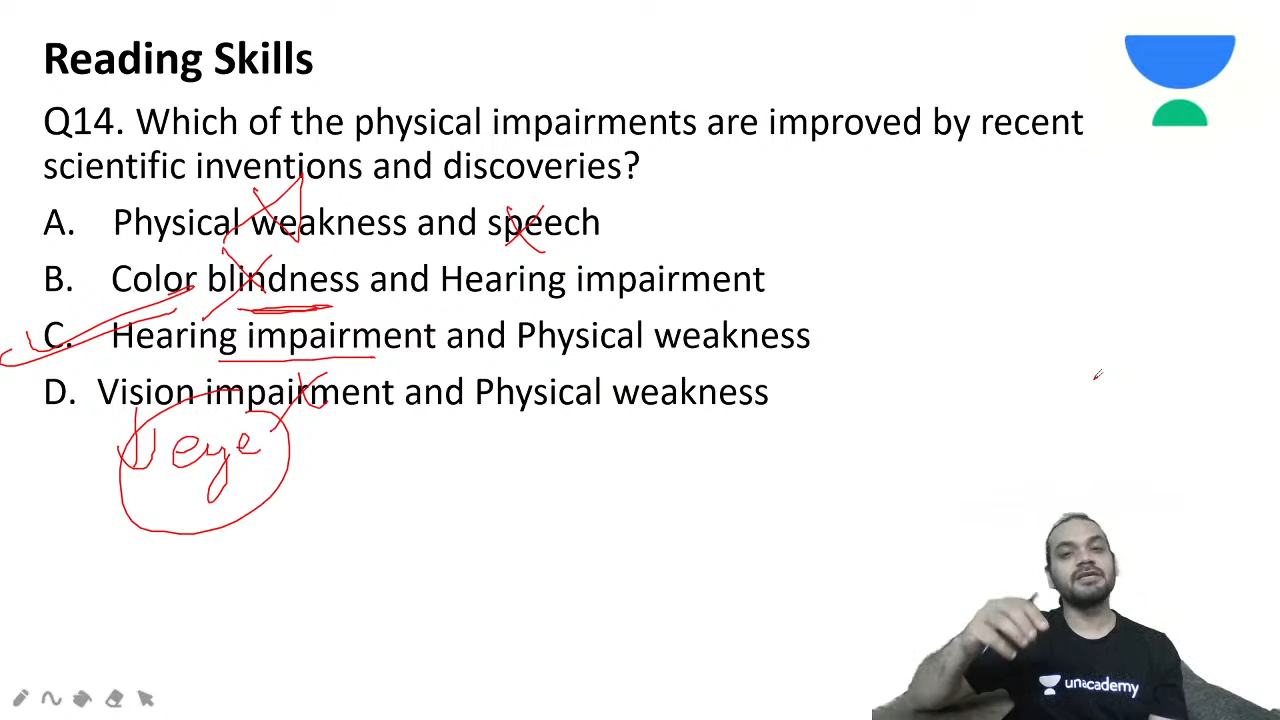 Reading Skills
Q14. Which of the physical impairments are improved by recent
scientific inventions and discoveries?
A. Physical weakness and speech
B. Color blindness and Hearing impairment
C. Hearing impairment and Physical weakness
D. Vision impairment and Physical weakness
eye
unacademy